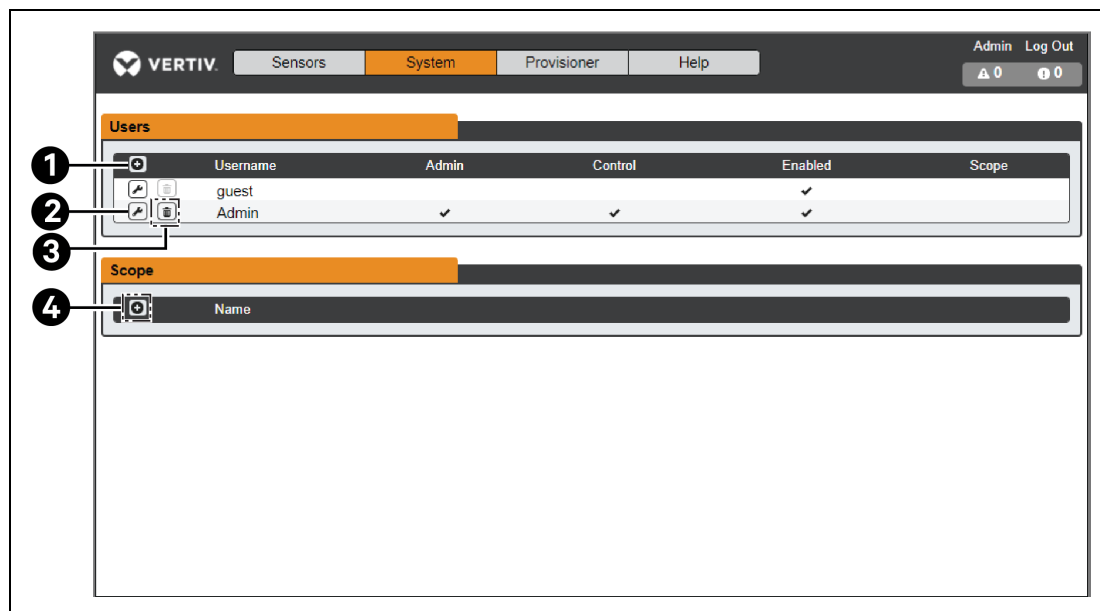 Admin Log Out
VERTIV. Sensors System Provisioner Help
0 0
Users
1 Username Admin Control Enabled Scope
guest
2 Admin
3
Scope
4 Name